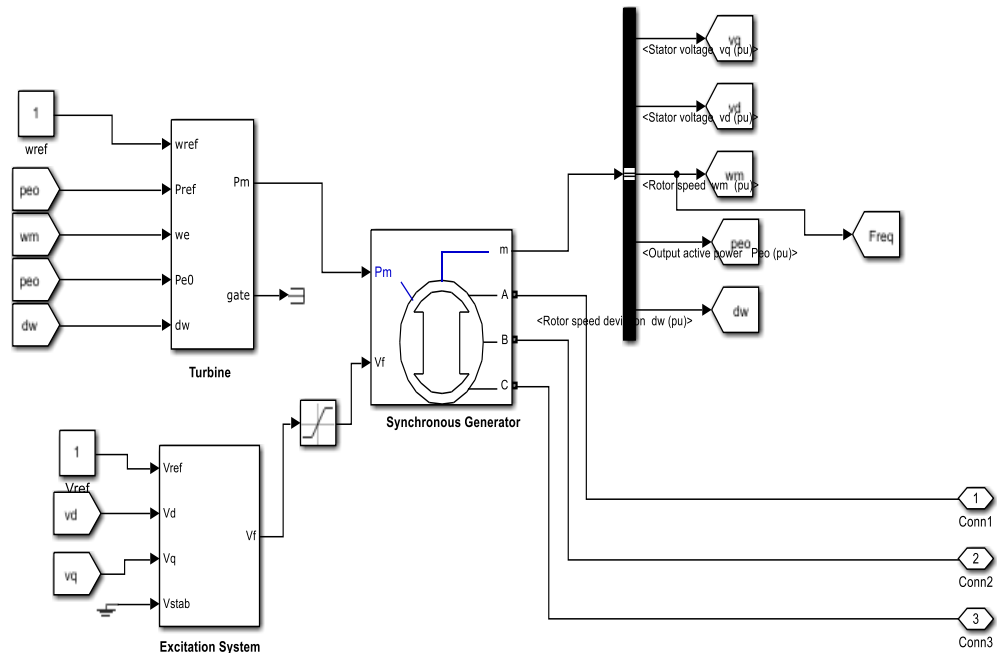 vq
<Stator voltage vq (pu)>
vd
<Stator voltage vd (pu)>
wm
<Rotor speed wm (pu)>
peo
<Output active power Peo (pu)>
Freq
dw
<Rotor speed deviation dw (pu)>
1
wref
peo
wm
peo
dw
wref
Pref
we
Pe0
dw
Pm
gate
Turbine
Pm
Vf
m
A
B
C
Synchronous Generator
1
Vref
vd
vq
Vref
Vd
Vq
Vstab
Vf
Excitation System
1
Conn1
2
Conn2
3
Conn3